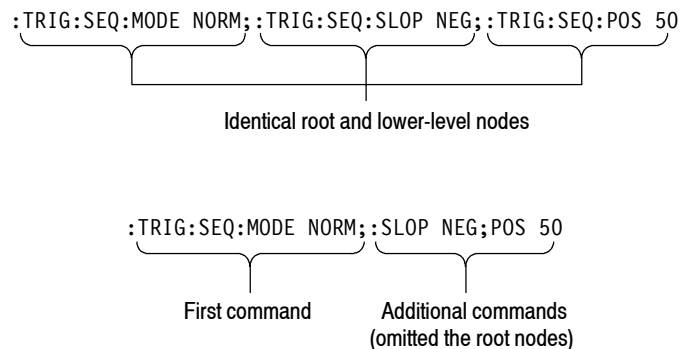 :TRIG:SEQ:MODE NORM;:TRIG:SEQ:SLOP NEG;:TRIG:SEQ:POS 50
Identical root and lower-level nodes
:TRIG:SEQ:MODE NORM;:SLOP NEG;POS 50
First command
Additional commands
(omitted the root nodes)